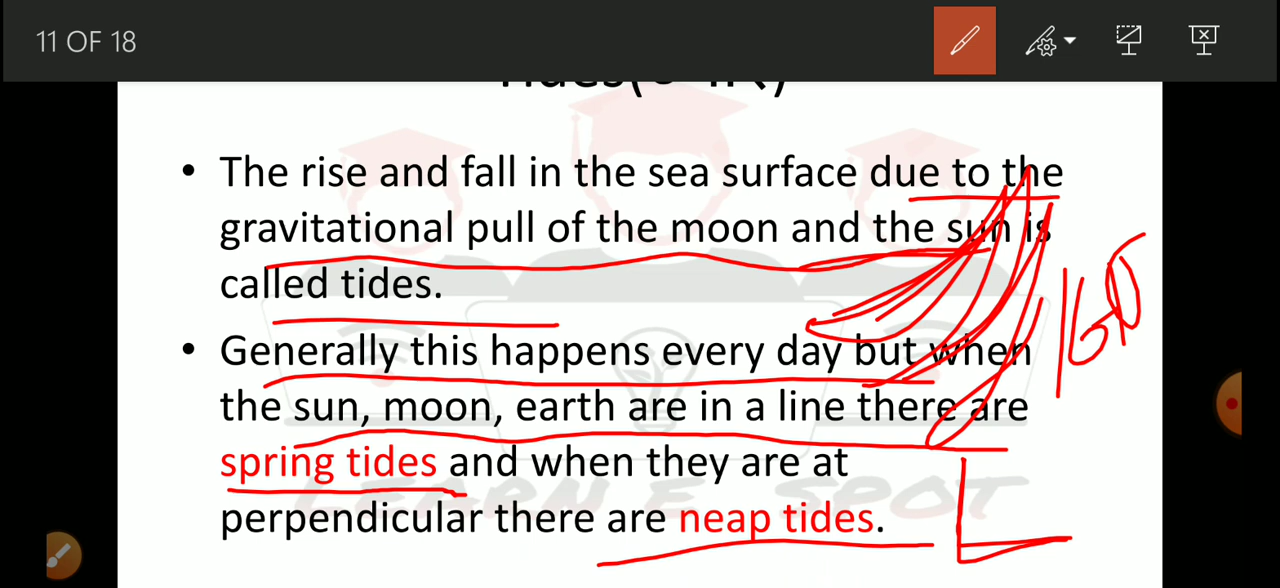 11 OF 18
• The rise and fall in the sea surface due to the
gravitational pull of the moon and the sun is
called tides.
• Generally this happens every day but when
the sun, moon, earth are in a line there are
spring tides and when they are at
perpendicular there are neap tides.
LEARN E SPOT